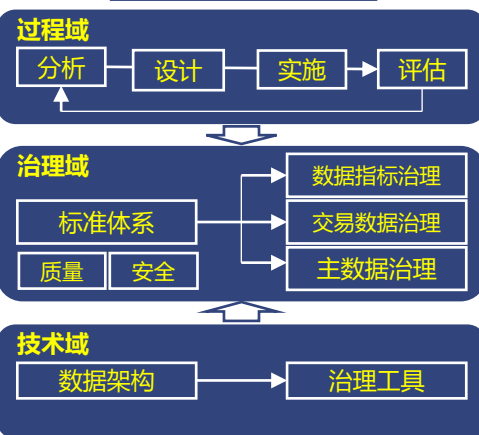 过程域
分析 设计 实施 评估
治理域
数据指标治理
标准体系 交易数据治理
质量 安全 主数据治理
技术域
数据架构 治理工具